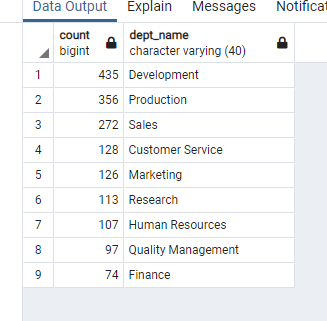 Data Output Explain Messages Notificat
count dept_name
bigint character varying (40)
1 435 Development
2 356 Production
3 272 Sales
4 128 Customer Service
5 126 Marketing
6 113 Research
7 107 Human Resources
8 97 Quality Management
9 74 Finance